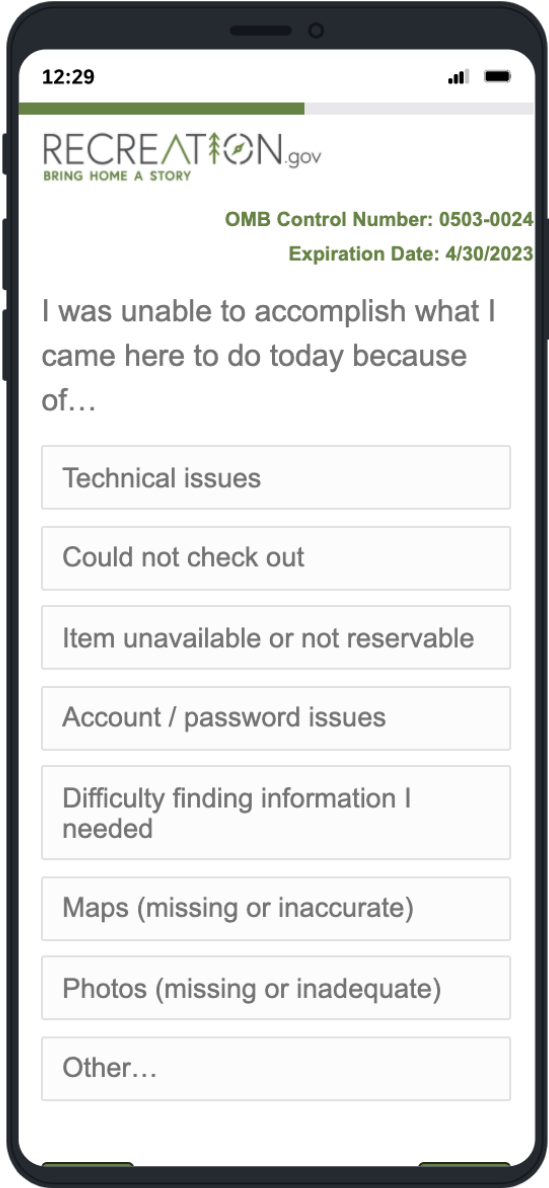 12:29
RECREATION.gov
BRING HOME A STORY
OMB Control Number: 0503-0024
Expiration Date: 4/30/2023
I was unable to accomplish what I
came here to do today because
of…
Technical issues
Could not check out
Item unavailable or not reservable
Account / password issues
Difficulty finding information I
needed
Maps (missing or inaccurate)
Photos (missing or inadequate)
Other…